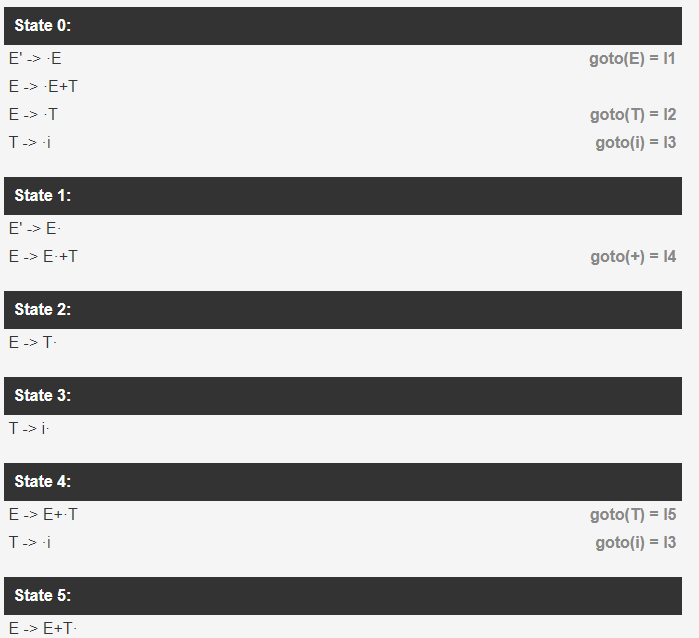 State 0:
E' -> ·E goto(E) = I1
E -> ·E+T
E -> ·T goto(T) = I2
T -> ·i goto(i) = I3
State 1:
E' -> E·
E -> E·+T goto(+) = I4
State 2:
E -> T·
State 3:
T -> i·
State 4:
E -> E+·T goto(T) = I5
T -> ·i goto(i) = I3
State 5:
E -> E+T·